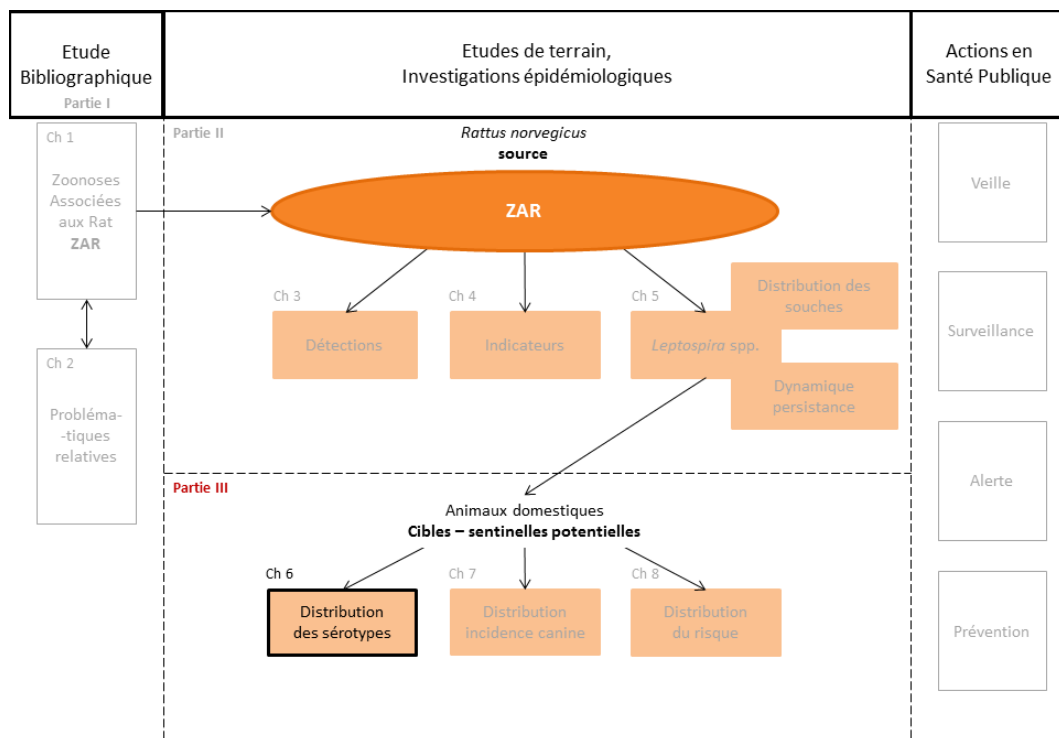 Etude
Bibliographique
Partie I
Etudes de terrain,
Investigations épidémiologiques
Actions en
Santé Publique
Ch 1
Zoonoses
Associées
aux Rat
ZAR
Ch 2
Probléma-
-tiques
relatives
Partie II
Rattus norvegicus
source
ZAR
Ch 3
Détections
Ch 4
Indicateurs
Ch 5
Leptospira spp.
Distribution des
souches
Dynamique
persistance
Partie III
Animaux domestiques
Cibles – sentinelles potentielles
Ch 6
Distribution
des sérotypes
Ch 7
Distribution
incidence canine
Ch 8
Distribution
du risque
Veille
Surveillance
Alerte
Prévention